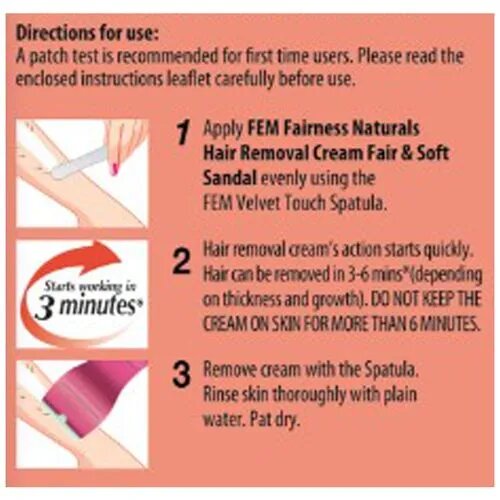 Directions for use:
A patch test is recommended for first time users. Please read the
enclosed instructions leaflet carefully before use.
1 Apply FEM Fairness Naturals
Hair Removal Cream Fair & Soft
Sandal evenly using the
FEM Velvet Touch Spatula.
Starts working in
3 minutes*
2 Hair removal cream's action starts quickly.
Hair can be removed in 3-6 mins*(depending
on thickness and growth). DO NOT KEEP THE
CREAM ON SKIN FOR MORE THAN 6 MINUTES.
3 Remove cream with the Spatula.
Rinse skin thoroughly with plain
water. Pat dry.